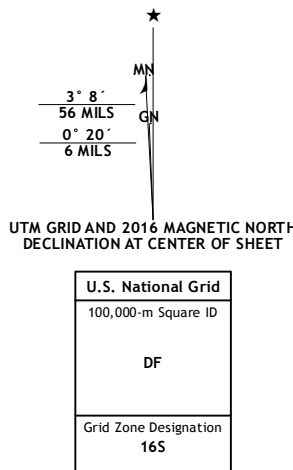 ★
MN
3° 8´
56 MILS
GN
0° 20´
6 MILS
UTM GRID AND 2016 MAGNETIC NORTH
DECLINATION AT CENTER OF SHEET
U.S. National Grid
100,000-m Square ID
DF
Grid Zone Designation
16S